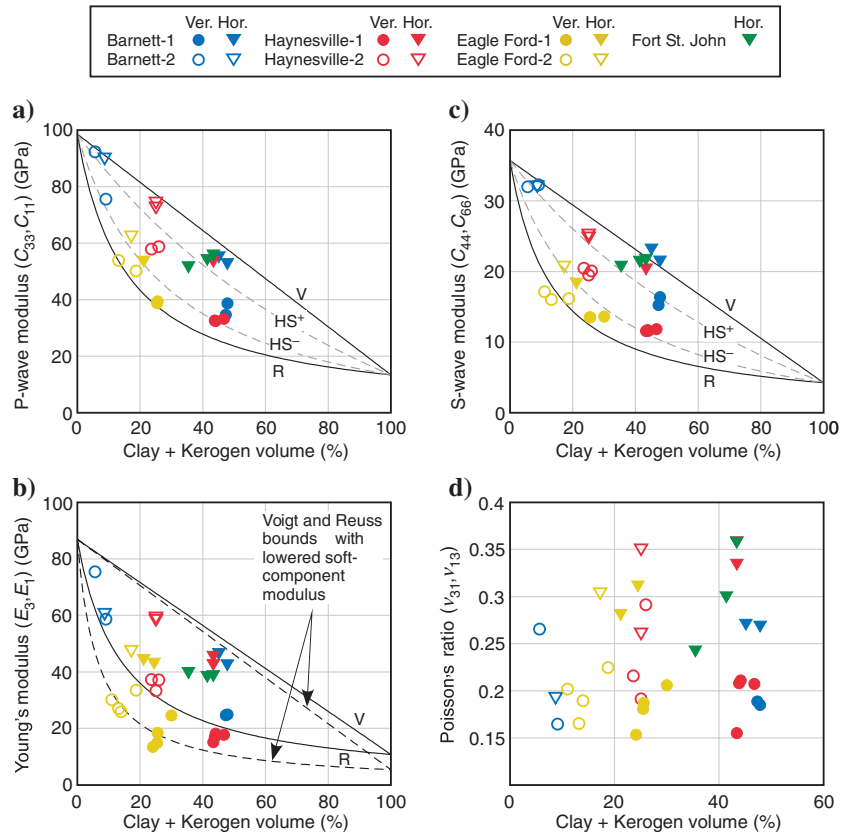 Ver. Hor. Ver. Hor. Ver. Hor. Hor.
Barnett-1 Haynesville-1 Eagle Ford-1 Fort St. John
Barnett-2 Haynesville-2 Eagle Ford-2
a)
P-wave modulus (C33, C11) (GPa)
100
80
60
40
20
0
V
HS+
HS−
R
0 20 40 60 80 100
Clay + Kerogen volume (%)
c)
S-wave modulus (C44, C66) (GPa)
40
30
20
10
0
V
HS+
HS−
R
0 20 40 60 80 100
Clay + Kerogen volume (%)
b)
Young's modulus (E3, E1) (GPa)
100
80
60
40
20
0
Voigt and Reuss
bounds with
lowered soft-
component
modulus
V
R
0 20 40 60 80 100
Clay + Kerogen volume (%)
d)
Poisson·s ratio (ν31, ν13)
0.4
0.35
0.3
0.25
0.2
0.15
0 20 40 60
Clay + Kerogen volume (%)